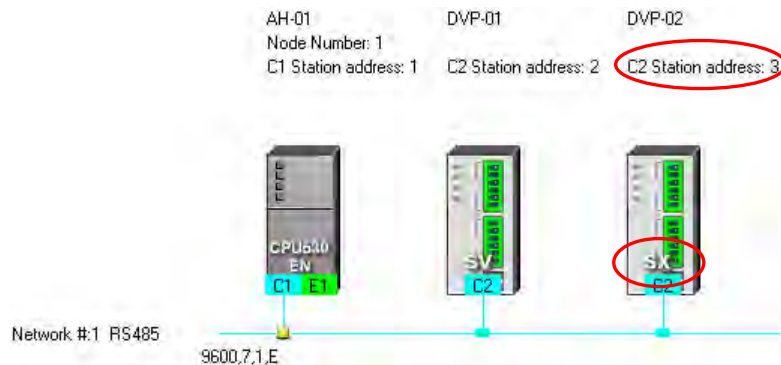 AH-01 DVP-01 DVP-02
Node Number: 1
C1 Station address: 1 C2 Station address: 2 C2 Station address: 3
CPU530
EN SV SX
C1 E1 C2 C2
Network #:1 RS485
9600,7,1,E